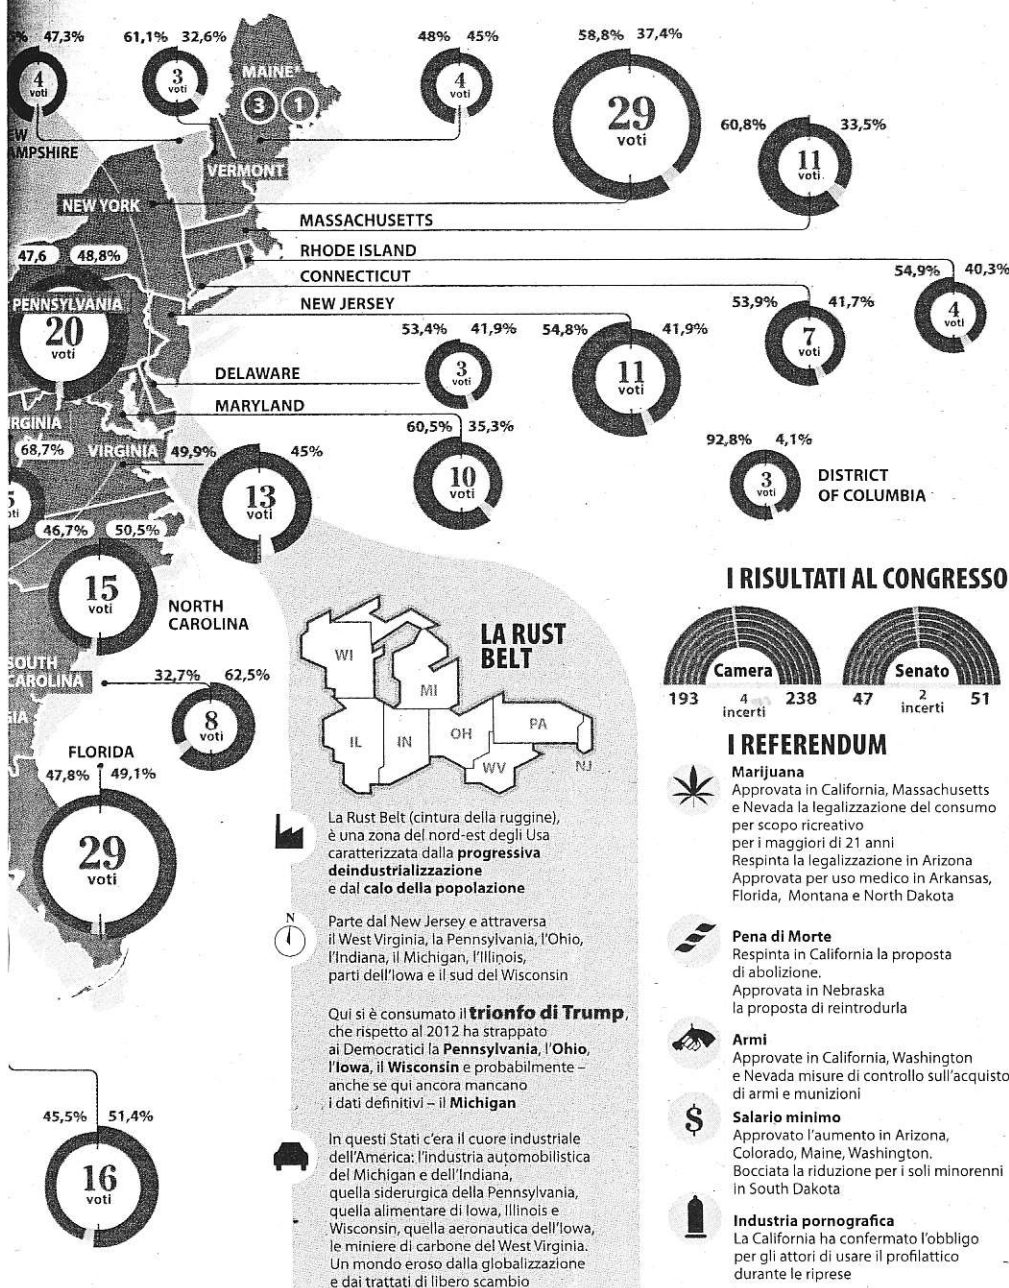 47,3%
61,1% 32,6%
48% 45%
58,8% 37,4%
60,8% 33,5%
4
voti
3
voti
MAINE*
3 1
4
voti
29
voti
11
voti
AMPSHIRE
VERMONT
NEW YORK
MASSACHUSETTS
RHODE ISLAND
CONNECTICUT
NEW JERSEY
47,6 48,8%
PENNSYLVANIA
20
voti
54,9% 40,3%
4
voti
53,9% 41,7%
7
voti
54,8% 41,9%
11
voti
53,4% 41,9%
3
voti
DELAWARE
MARYLAND
60,5% 35,3%
10
voti
IRGINIA
68,7%
VIRGINIA 49,9% 45%
13
voti
92,8% 4,1%
3
voti
DISTRICT
OF COLUMBIA
5
oti
46,7% 50,5%
15
voti
NORTH
CAROLINA
SOUTH
CAROLINA
32,7% 62,5%
8
voti
GIA
FLORIDA
47,8% 49,1%
29
voti
45,5% 51,4%
16
voti
LA RUST
BELT
WI
MI
IL
IN
OH
PA
WV
NJ
La Rust Belt (cintura della ruggine),
è una zona del nord-est degli Usa
caratterizzata dalla progressiva
deindustrializzazione
e dal calo della popolazione
N
Parte dal New Jersey e attraversa
il West Virginia, la Pennsylvania, l'Ohio,
l'Indiana, il Michigan, l'Illinois,
parti dell'Iowa e il sud del Wisconsin
Qui si è consumato il trionfo di Trump,
che rispetto al 2012 ha strappato
ai Democratici la Pennsylvania, l'Ohio,
l'Iowa, il Wisconsin e probabilmente –
anche se qui ancora mancano
i dati definitivi – il Michigan
In questi Stati c'era il cuore industriale
dell'America: l'industria automobilistica
del Michigan e dell'Indiana,
quella siderurgica della Pennsylvania,
quella alimentare di Iowa, Illinois e
Wisconsin, quella aeronautica dell'Iowa,
le miniere di carbone del West Virginia.
Un mondo eroso dalla globalizzazione
e dai trattati di libero scambio
I RISULTATI AL CONGRESSO
Camera
193
4
incerti
238
Senato
47
2
incerti
51
I REFERENDUM
Marijuana
Approvata in California, Massachusetts
e Nevada la legalizzazione del consumo
per scopo ricreativo
per i maggiori di 21 anni
Respinta la legalizzazione in Arizona
Approvata per uso medico in Arkansas,
Florida, Montana e North Dakota
Pena di Morte
Respinta in California la proposta
di abolizione.
Approvata in Nebraska
la proposta di reintrodurla
Armi
Approvate in California, Washington
e Nevada misure di controllo sull'acquisto
di armi e munizioni
$
Salario minimo
Approvato l'aumento in Arizona,
Colorado, Maine, Washington.
Bocciata la riduzione per i soli minorenni
in South Dakota
Industria pornografica
La California ha confermato l'obbligo
per gli attori di usare il profilattico
durante le riprese